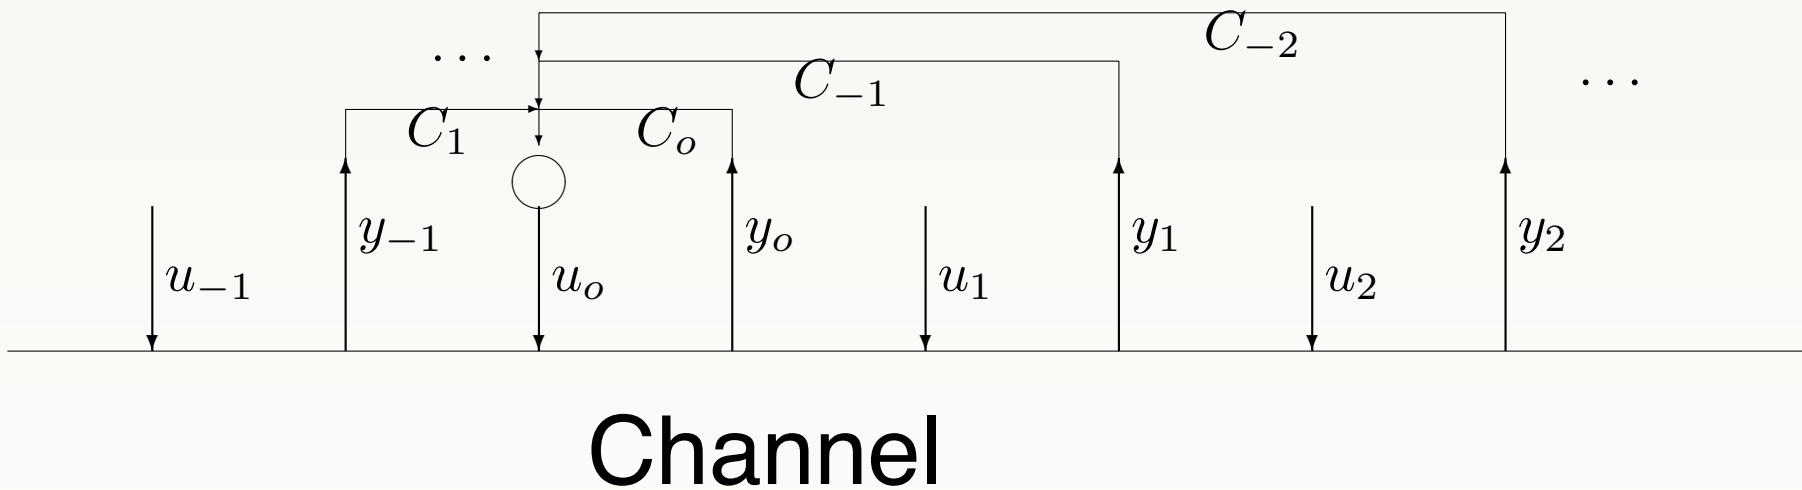 $C_{-2}$
… …
$C_{-1}$
$C_1$ $C_o$
$u_{-1}$ $y_{-1}$ $u_o$ $y_o$ $u_1$ $y_1$ $u_2$ $y_2$
Channel